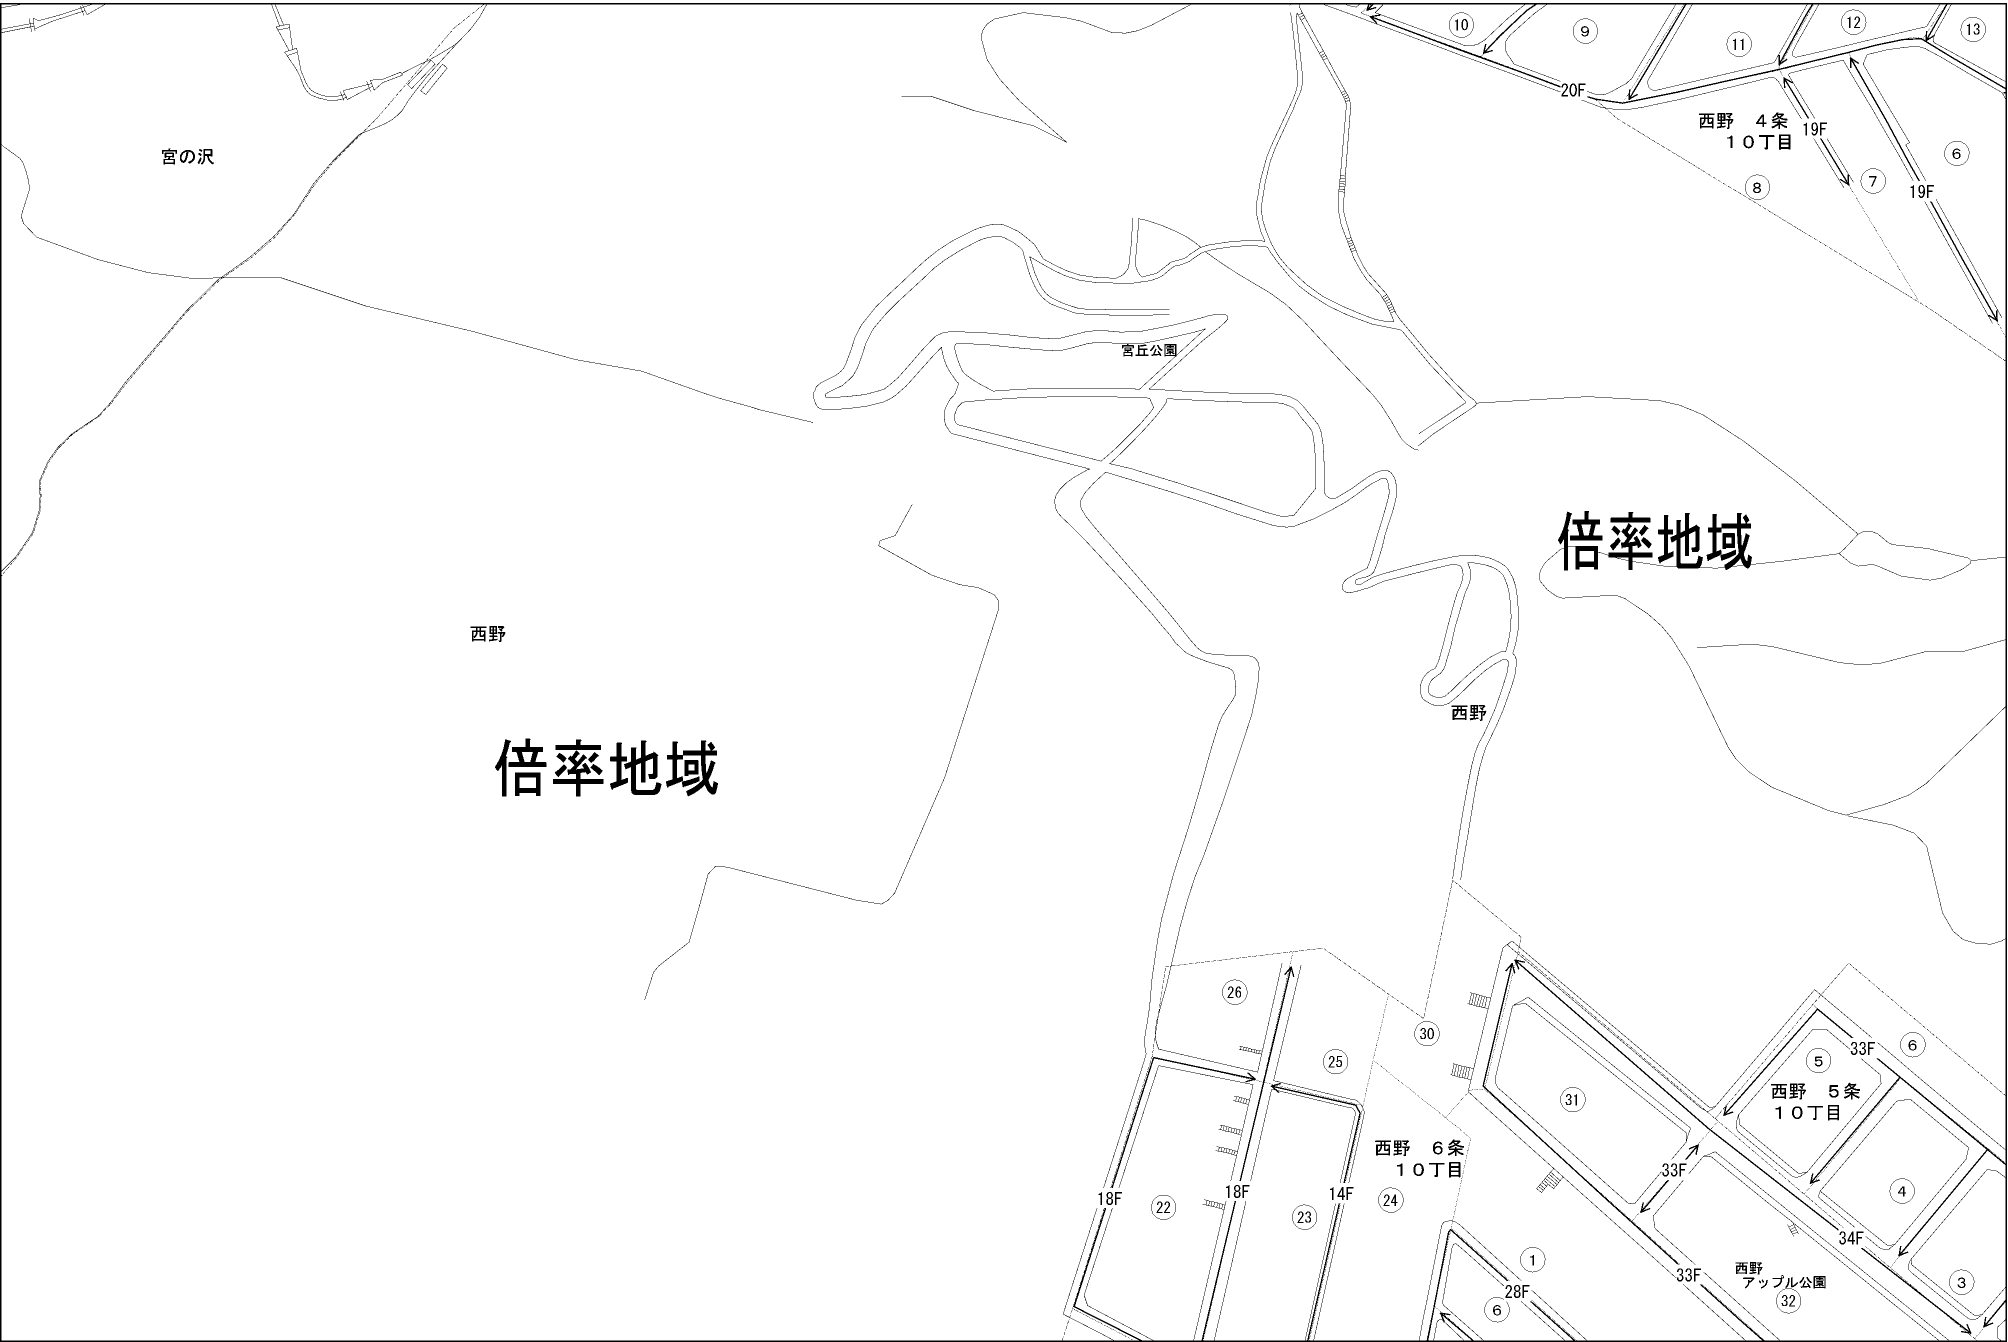 10
9
11
12
13
20F
西野　４条
１０丁目
19F
6
8
7
19F
宮の沢
宮丘公園
倍率地域
西野
西野
倍率地域
26
30
25
31
33F
5
6
西野　５条
１０丁目
西野　６条
１０丁目
33F
18F
22
18F
23
14F
24
4
34F
1
33F
西野
アップル公園
32
3
28F
6